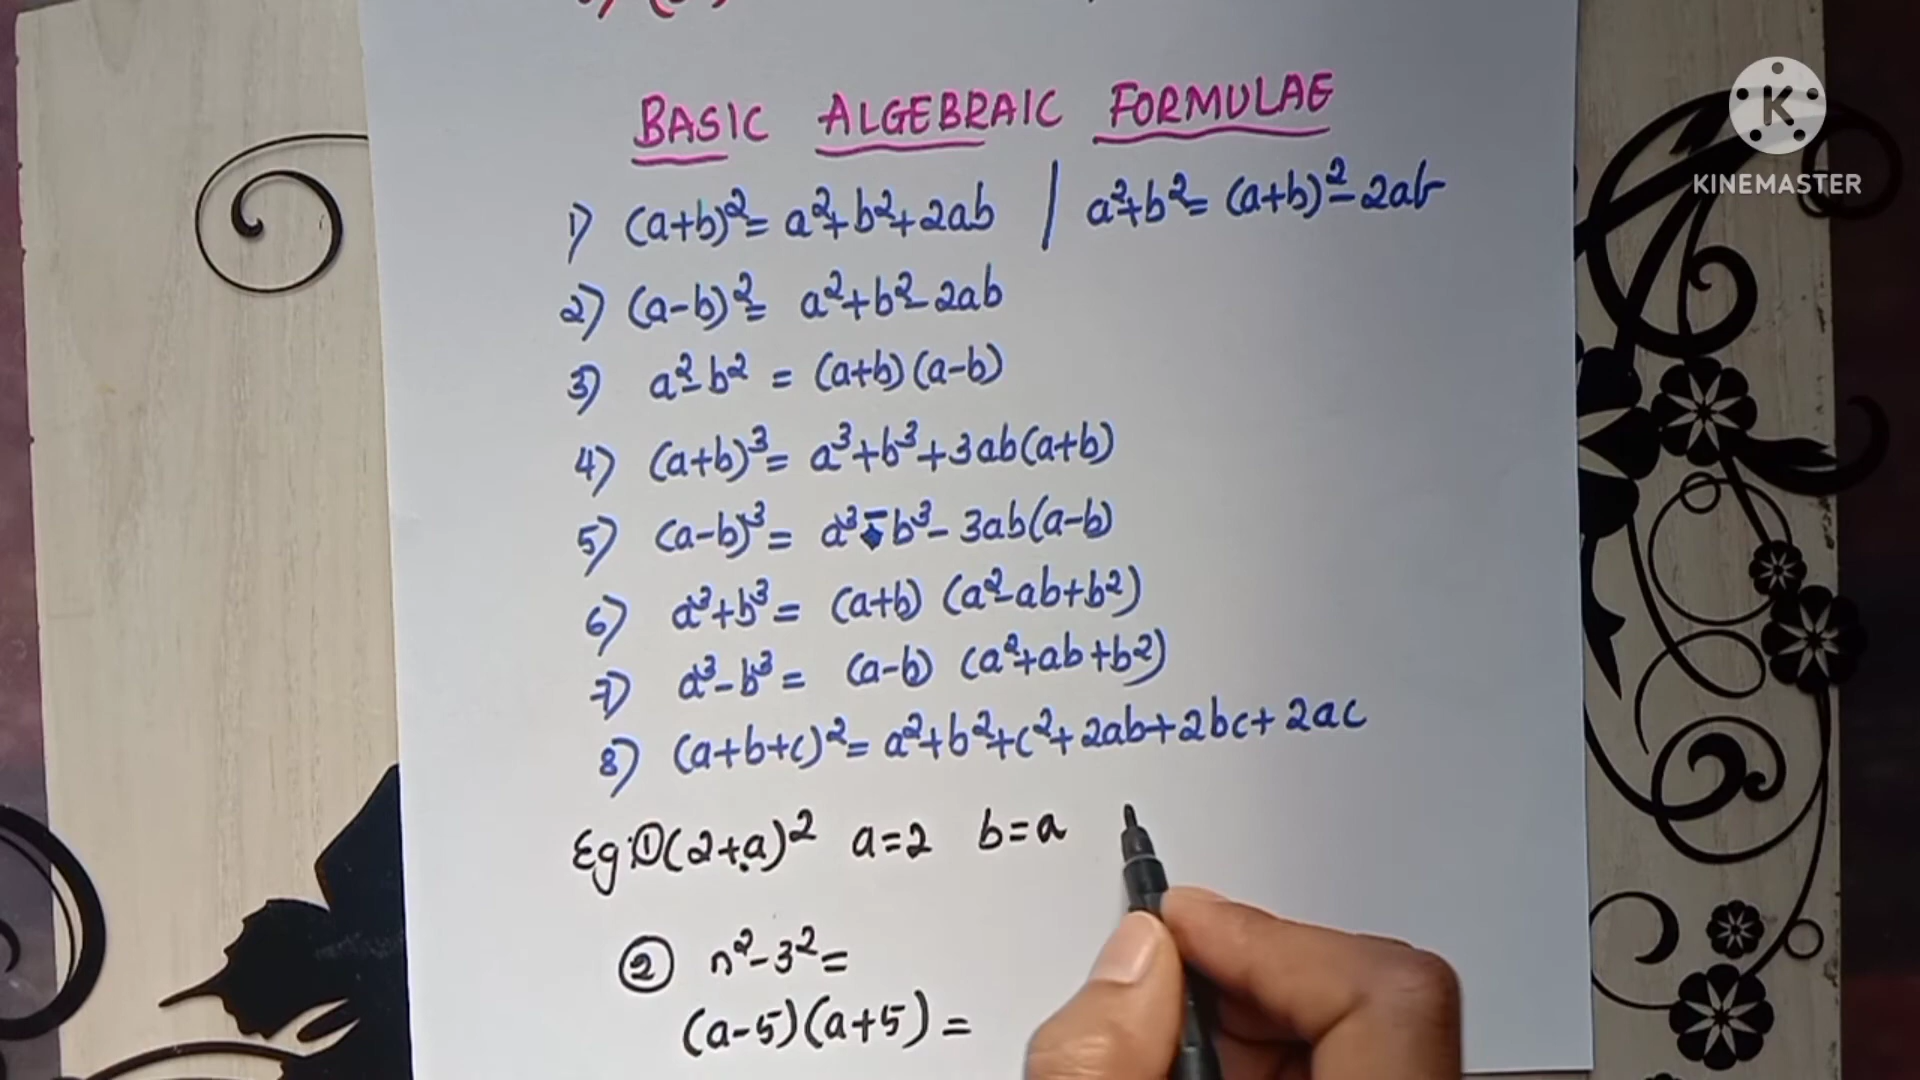 BASIC ALGEBRAIC FORMULAE
1) (a+b)²= a²+b²+2ab / a²+b²= (a+b)²-2ab
2) (a-b)²= a²+b²-2ab
3) a²-b² = (a+b)(a-b)
4) (a+b)³= a³+b³+3ab(a+b)
5) (a-b)³= a³-b³-3ab(a-b)
6) a³+b³= (a+b) (a²-ab+b²)
7) a³-b³= (a-b) (a²+ab+b²)
8) (a+b+c)²= a²+b²+c²+2ab+2bc+2ac
Eg:① (2+a)² a=2 b=a
② n²-3²=
(a-5)(a+5)=
K
KINEMASTER